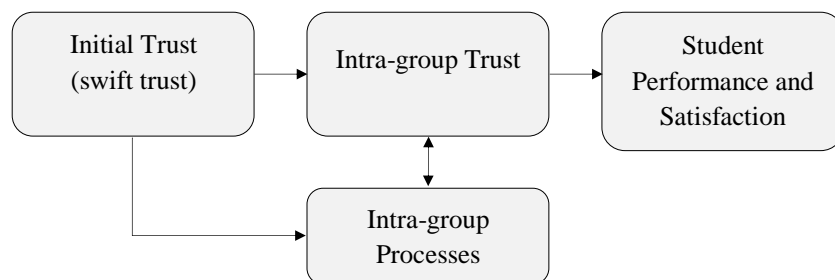 Initial Trust
(swift trust)
Intra-group Trust
Student
Performance and
Satisfaction
Intra-group
Processes